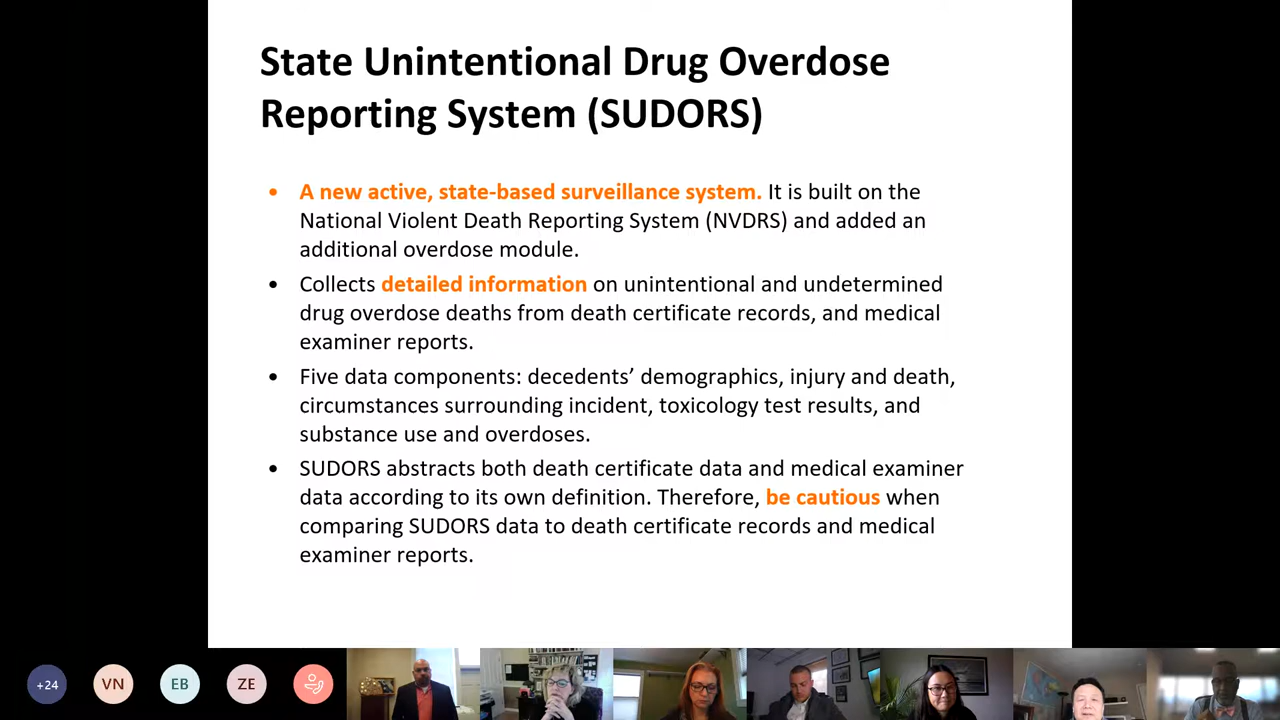 State Unintentional Drug Overdose
Reporting System (SUDORS)
• A new active, state-based surveillance system. It is built on the
National Violent Death Reporting System (NVDRS) and added an
additional overdose module.
• Collects detailed information on unintentional and undetermined
drug overdose deaths from death certificate records, and medical
examiner reports.
• Five data components: decedents’ demographics, injury and death,
circumstances surrounding incident, toxicology test results, and
substance use and overdoses.
• SUDORS abstracts both death certificate data and medical examiner
data according to its own definition. Therefore, be cautious when
comparing SUDORS data to death certificate records and medical
examiner reports.
+24 VN EB ZE